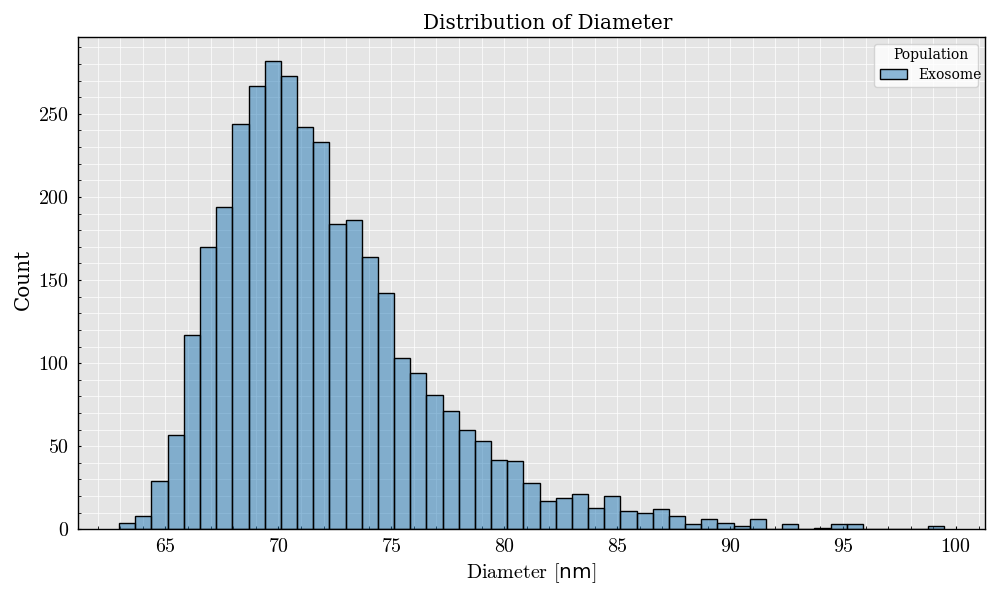 Distribution of Diameter
Population
Exosome
Count
250
200
150
100
50
0
65 70 75 80 85 90 95 100
Diameter [nm]